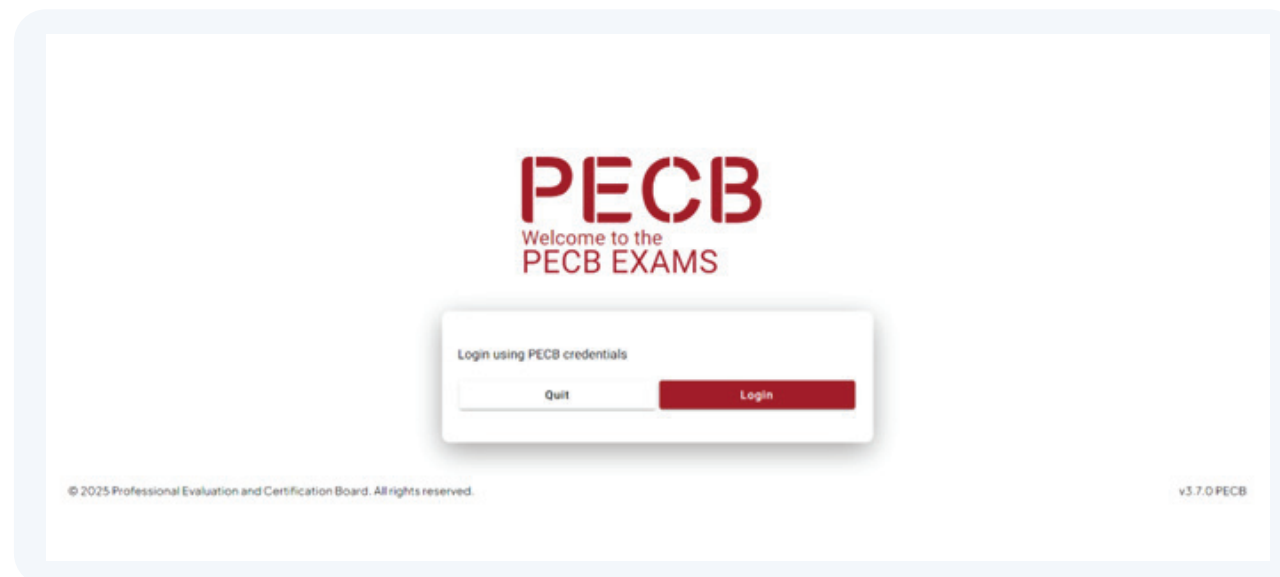 PECB
Welcome to the
PECB EXAMS
Login using PECB credentials
Quit Login
© 2025 Professional Evaluation and Certification Board. All rights reserved. v3.7.0 PECB